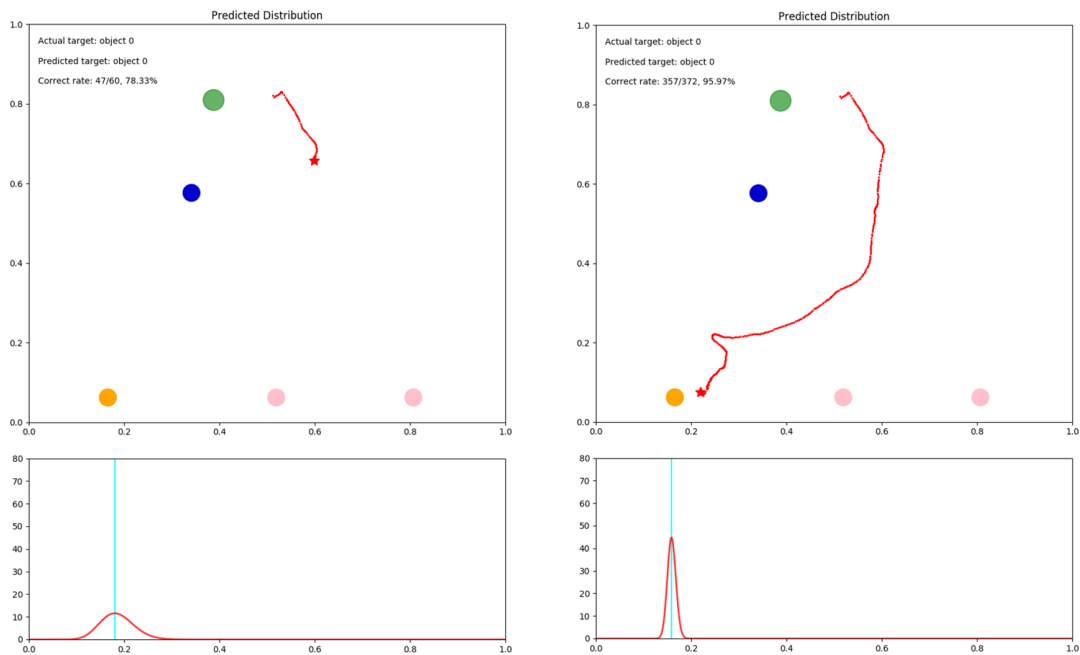 Predicted Distribution
Actual target: object 0
Predicted target: object 0
Correct rate: 47/60, 78.33%
1.0
0.8
0.6
0.4
0.2
0.0
0.0 0.2 0.4 0.6 0.8 1.0
80
70
60
50
40
30
20
10
0
0.0 0.2 0.4 0.6 0.8 1.0
Predicted Distribution
Actual target: object 0
Predicted target: object 0
Correct rate: 357/372, 95.97%
1.0
0.8
0.6
0.4
0.2
0.0
0.0 0.2 0.4 0.6 0.8 1.0
80
70
60
50
40
30
20
10
0
0.0 0.2 0.4 0.6 0.8 1.0